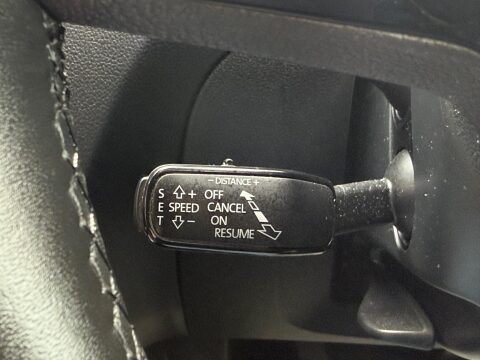 − DISTANCE +
S + OFF
E SPEED CANCEL
T − ON
RESUME